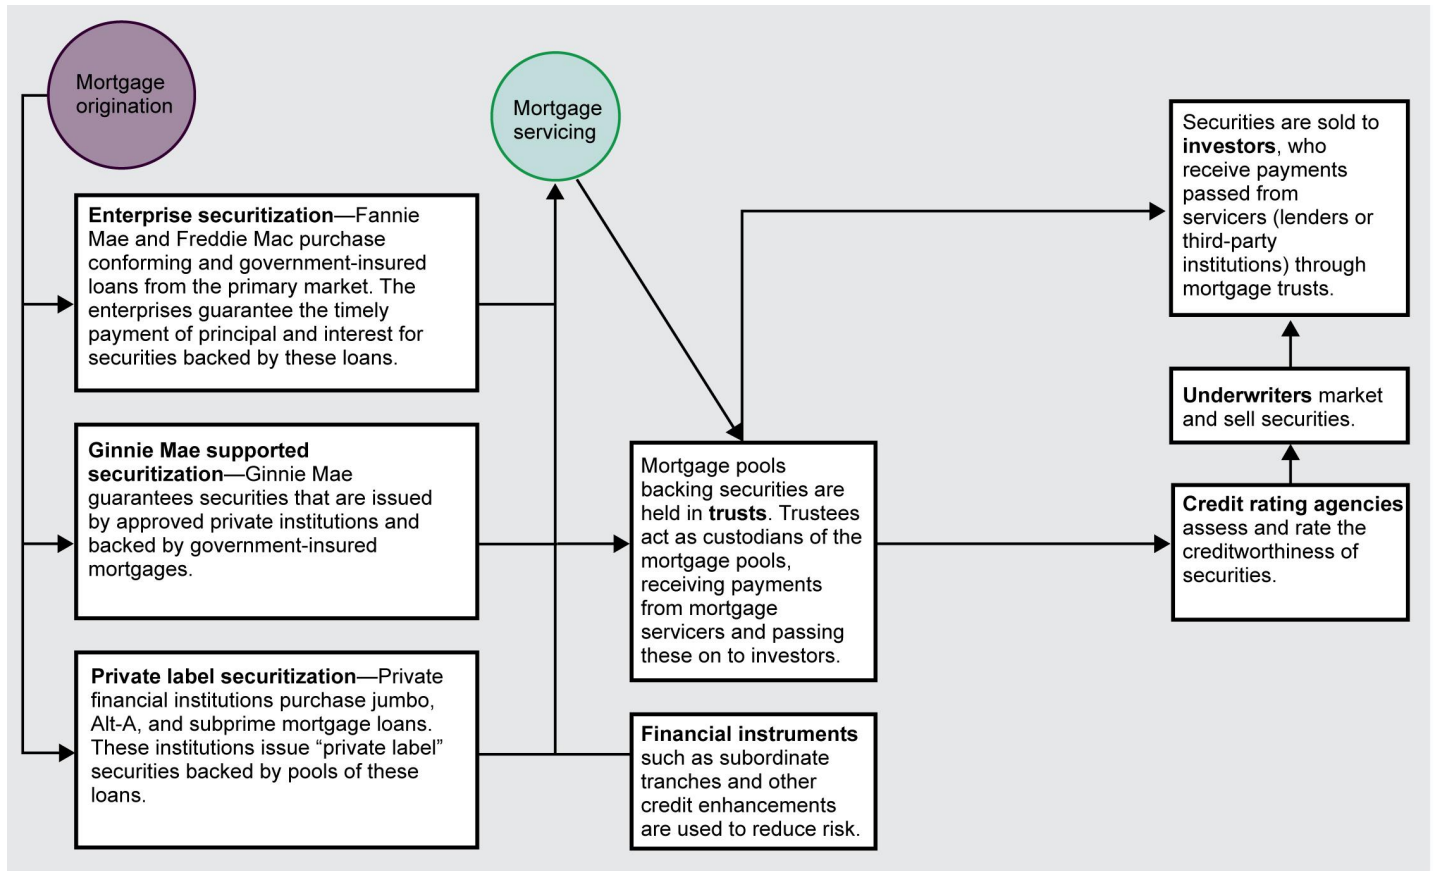 Mortgage
origination
Mortgage
servicing
Enterprise securitization—Fannie
Mae and Freddie Mac purchase
conforming and government-insured
loans from the primary market. The
enterprises guarantee the timely
payment of principal and interest for
securities backed by these loans.
Ginnie Mae supported
securitization—Ginnie Mae
guarantees securities that are issued
by approved private institutions and
backed by government-insured
mortgages.
Private label securitization—Private
financial institutions purchase jumbo,
Alt-A, and subprime mortgage loans.
These institutions issue “private label”
securities backed by pools of these
loans.
Mortgage pools
backing securities are
held in trusts. Trustees
act as custodians of the
mortgage pools,
receiving payments
from mortgage
servicers and passing
these on to investors.
Financial instruments
such as subordinate
tranches and other
credit enhancements
are used to reduce risk.
Securities are sold to
investors, who
receive payments
passed from
servicers (lenders or
third-party
institutions) through
mortgage trusts.
Underwriters market
and sell securities.
Credit rating agencies
assess and rate the
creditworthiness of
securities.